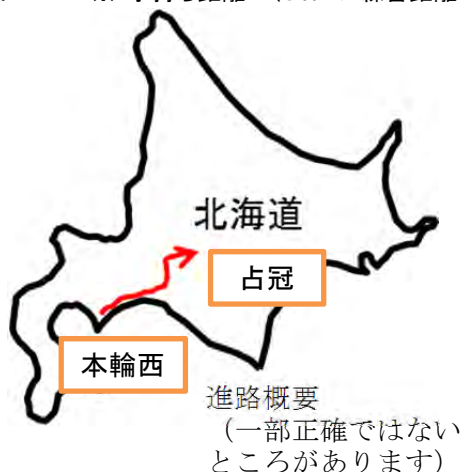 北海道
占冠
本輪西
進路概要
（一部正確ではない
ところがあります）